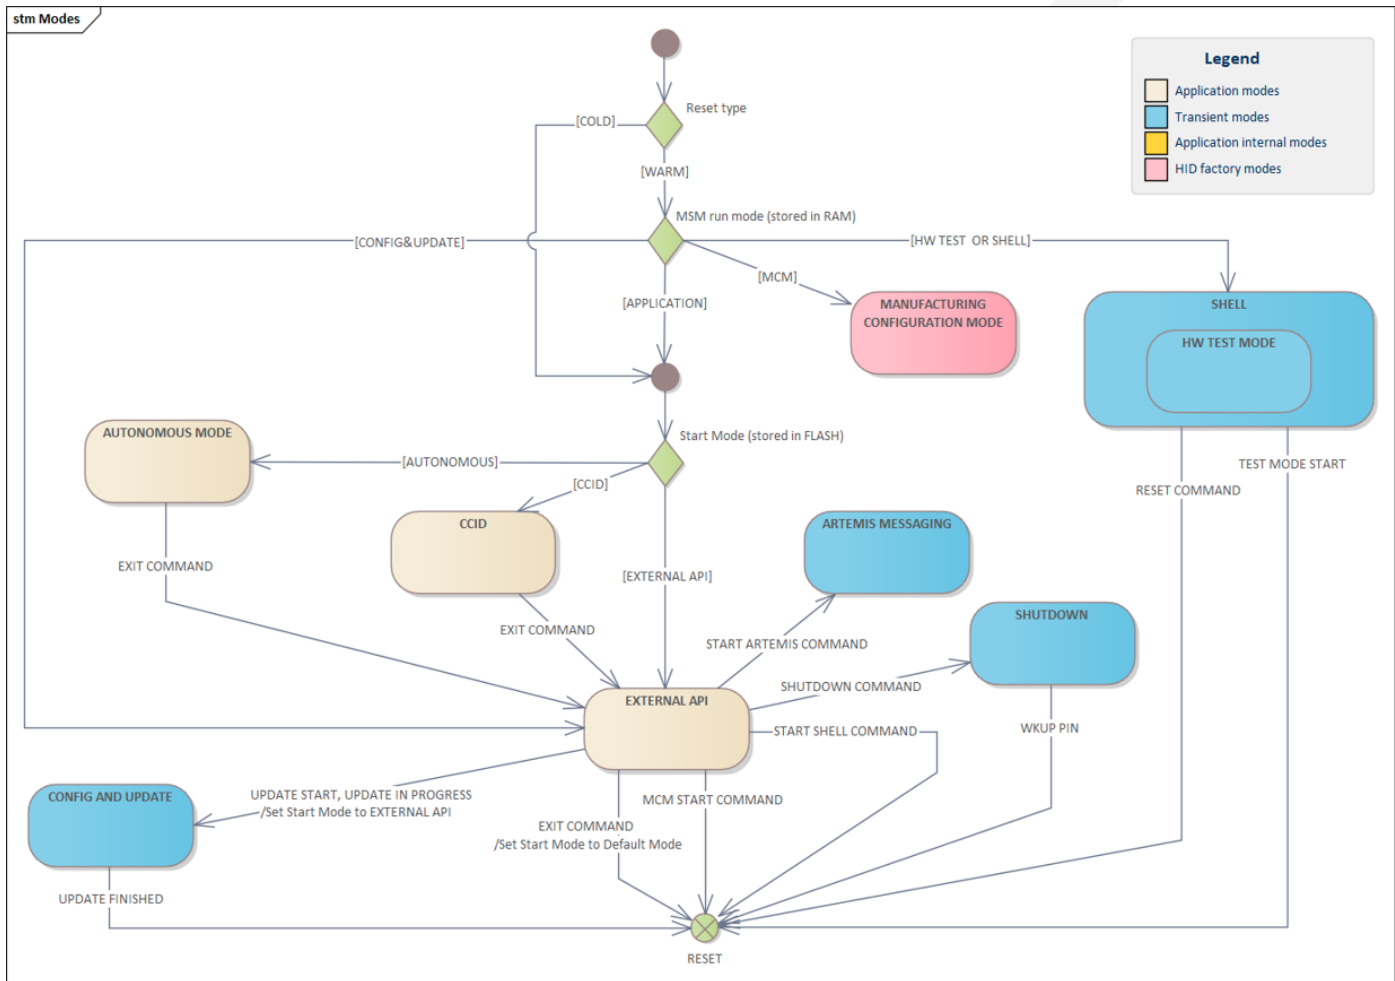 stm Modes
Legend
Application modes
Transient modes
Application internal modes
HID factory modes
Reset type
[COLD]
[WARM]
MSM run mode (stored in RAM)
[CONFIG&UPDATE]
[HW TEST  OR SHELL]
[MCM]
[APPLICATION]
MANUFACTURING
CONFIGURATION MODE
SHELL
HW TEST MODE
AUTONOMOUS MODE
Start Mode (stored in FLASH)
[AUTONOMOUS]
[CCID]
TEST MODE START
RESET COMMAND
CCID
ARTEMIS MESSAGING
EXIT COMMAND
[EXTERNAL API]
SHUTDOWN
EXIT COMMAND
START ARTEMIS COMMAND
SHUTDOWN COMMAND
EXTERNAL API
START SHELL COMMAND
WKUP PIN
CONFIG AND UPDATE
UPDATE START, UPDATE IN PROGRESS
/Set Start Mode to EXTERNAL API
MCM START COMMAND
EXIT COMMAND
/Set Start Mode to Default Mode
UPDATE FINISHED
RESET